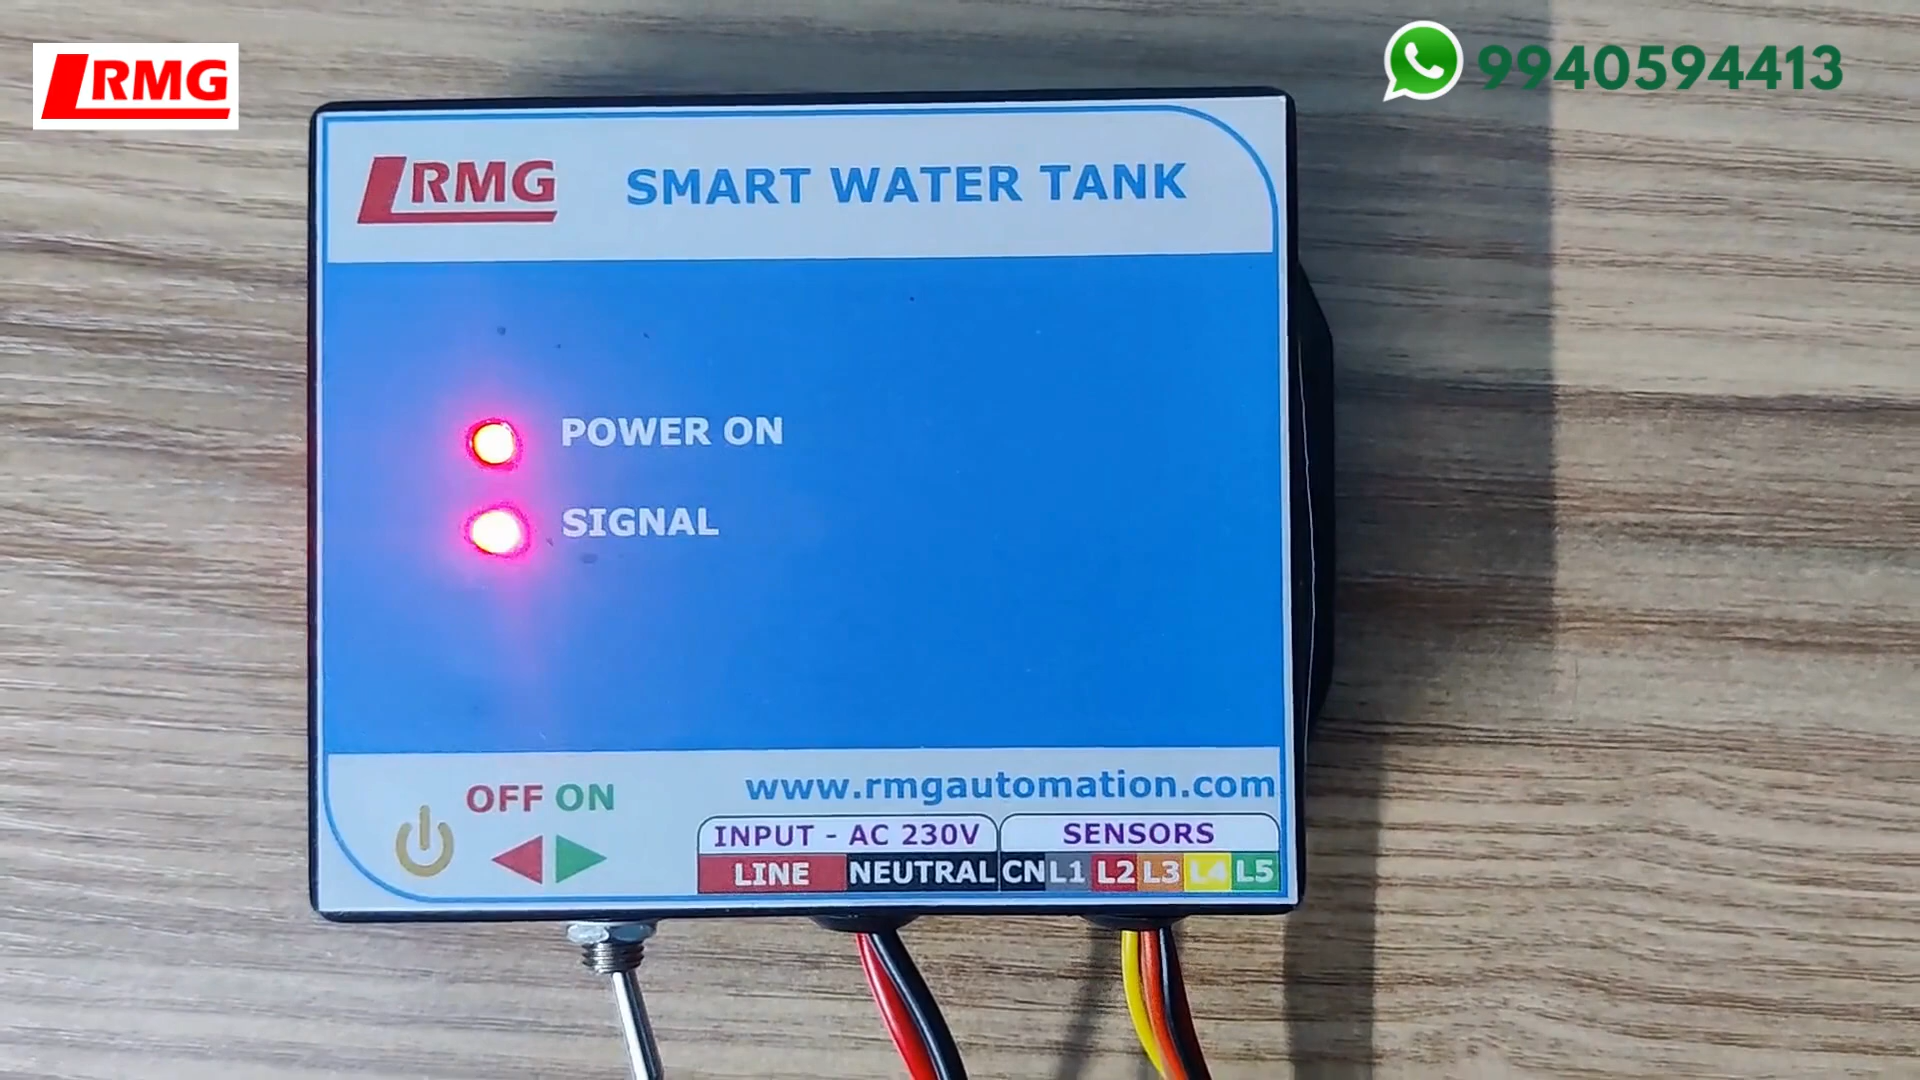 RMG
9940594413
RMG
SMART WATER TANK
POWER ON
SIGNAL
OFF ON
www.rmgautomation.com
INPUT - AC 230V
SENSORS
LINE NEUTRAL CN L1 L2 L3 L4 L5